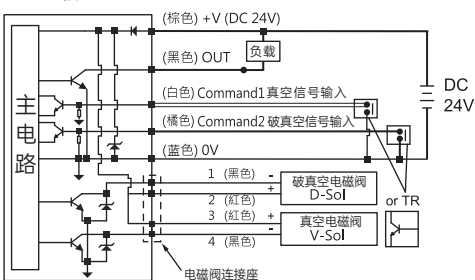 (棕色) +V (DC 24V)
(黑色) OUT
负载
(白色) Command1真空信号输入
(橘色) Command2 破真空信号输入
(蓝色) 0V
主电路
DC
24V
1 (黑色) -
破真空电磁阀
D-Sol
2 (紅色) +
3 (紅色) +
真空电磁阀
V-Sol
4 (黑色) -
or TR
电磁阀连接座